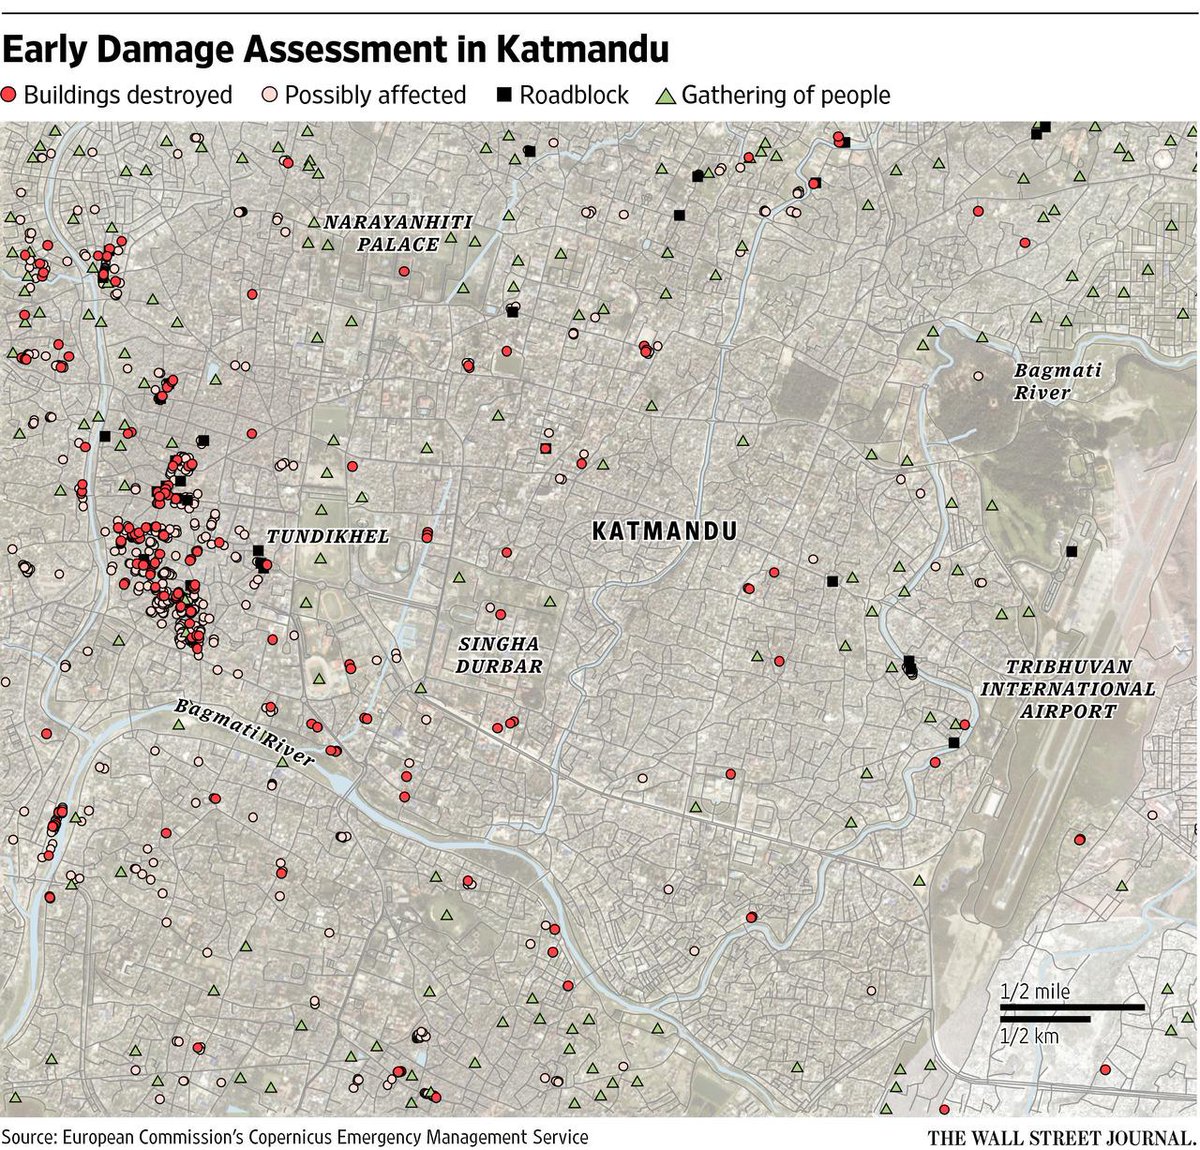 Early Damage Assessment in Katmandu
Buildings destroyed
Possibly affected
Roadblock
Gathering of people
NARAYANHITI
PALACE
Bagmati
River
KATMANDU
TUNDIKHEL
SINGHA
DURBAR
TRIBHUVAN
INTERNATIONAL
AIRPORT
Bagmati River
1/2 mile
1/2 km
Source: European Commission's Copernicus Emergency Management Service
THE WALL STREET JOURNAL.